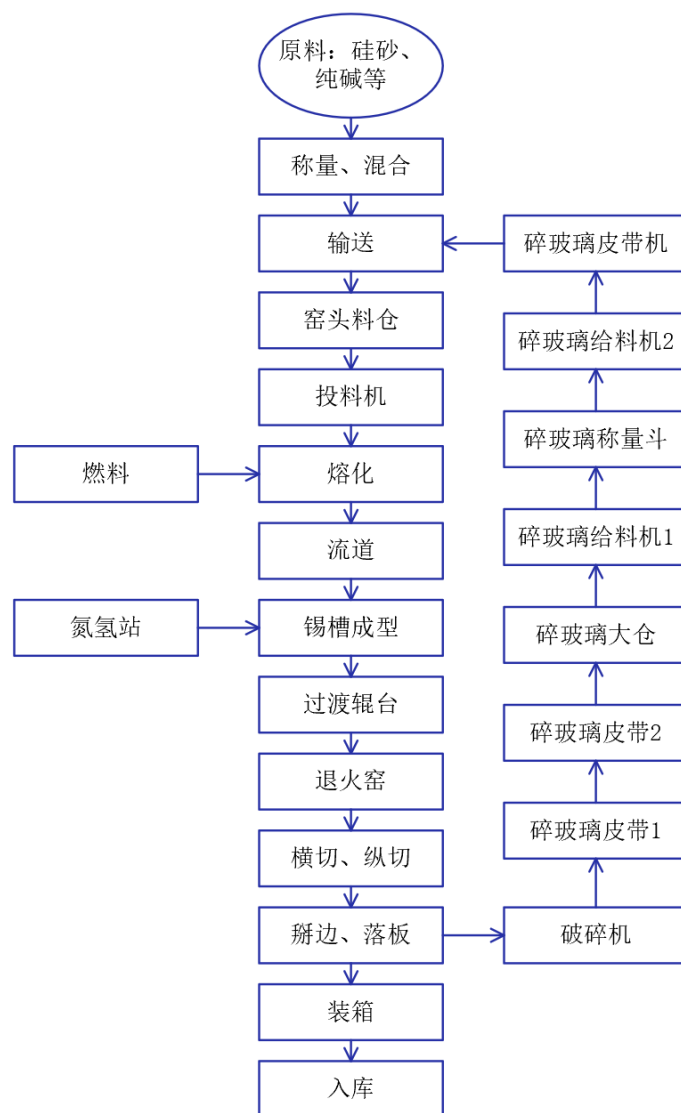 原料：硅砂、
纯碱等
称量、混合
输送
碎玻璃皮带机
窑头料仓
碎玻璃给料机2
投料机
碎玻璃称量斗
燃料
熔化
碎玻璃给料机1
流道
氮氢站
锡槽成型
碎玻璃大仓
过渡辊台
碎玻璃皮带2
退火窑
碎玻璃皮带1
横切、纵切
掰边、落板
破碎机
装箱
入库